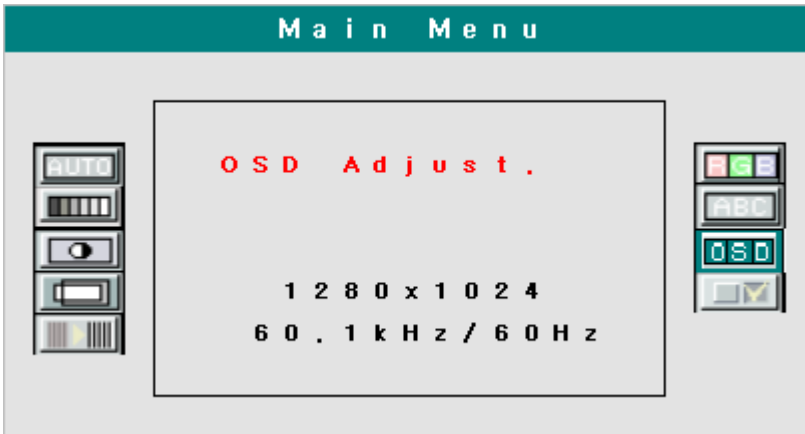 Main Menu
AUTO
OSD Adjust.
1280x1024
60.1kHz/60Hz
RGB
ABC
OSD